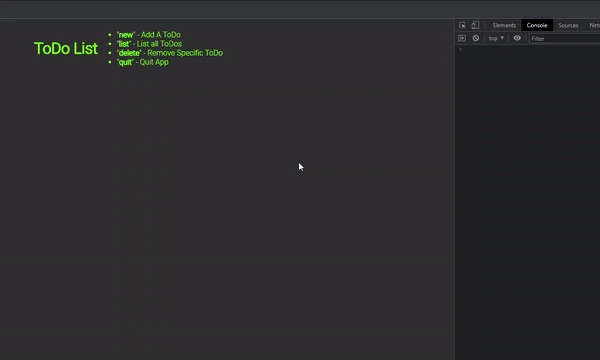 ToDo List
"new" - Add A ToDo
"list" - List all ToDos
"delete" - Remove Specific ToDo
"quit" - Quit App
Elements Console Sources
top ▼ Filter